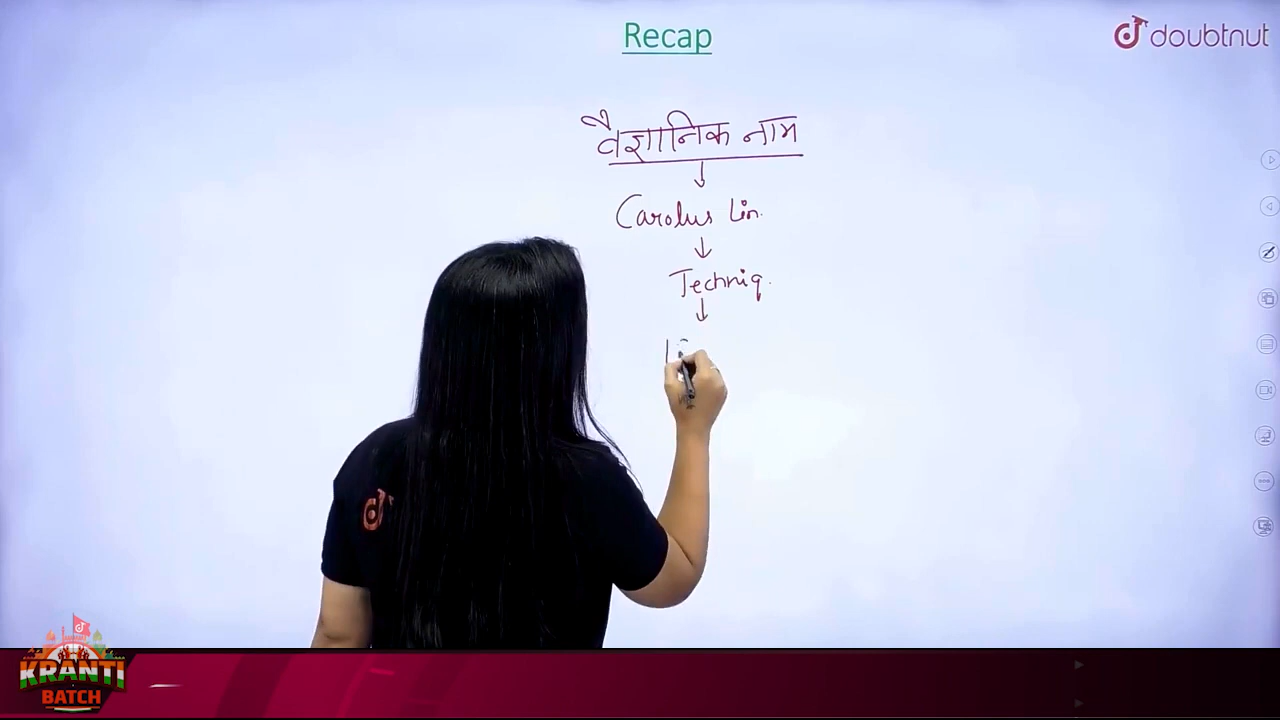 Recap
doubtnut
वैज्ञानिक नाम
Carolus Lin.
Techniq.
KRANTI
BATCH